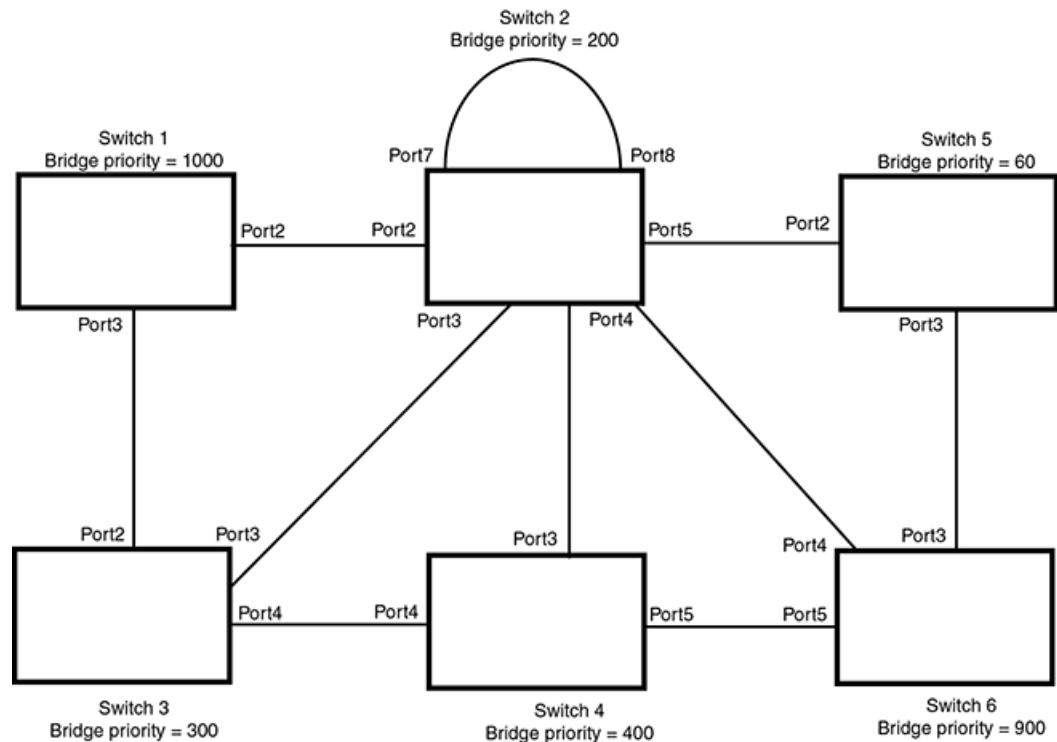 Switch 2
Bridge priority = 200
Switch 1
Bridge priority = 1000
Switch 5
Bridge priority = 60
Port7
Port8
Port2
Port2
Port5
Port2
Port3
Port3
Port4
Port3
Port2
Port3
Port3
Port4
Port3
Port4
Port4
Port5
Port5
Switch 3
Bridge priority = 300
Switch 4
Bridge priority = 400
Switch 6
Bridge priority = 900